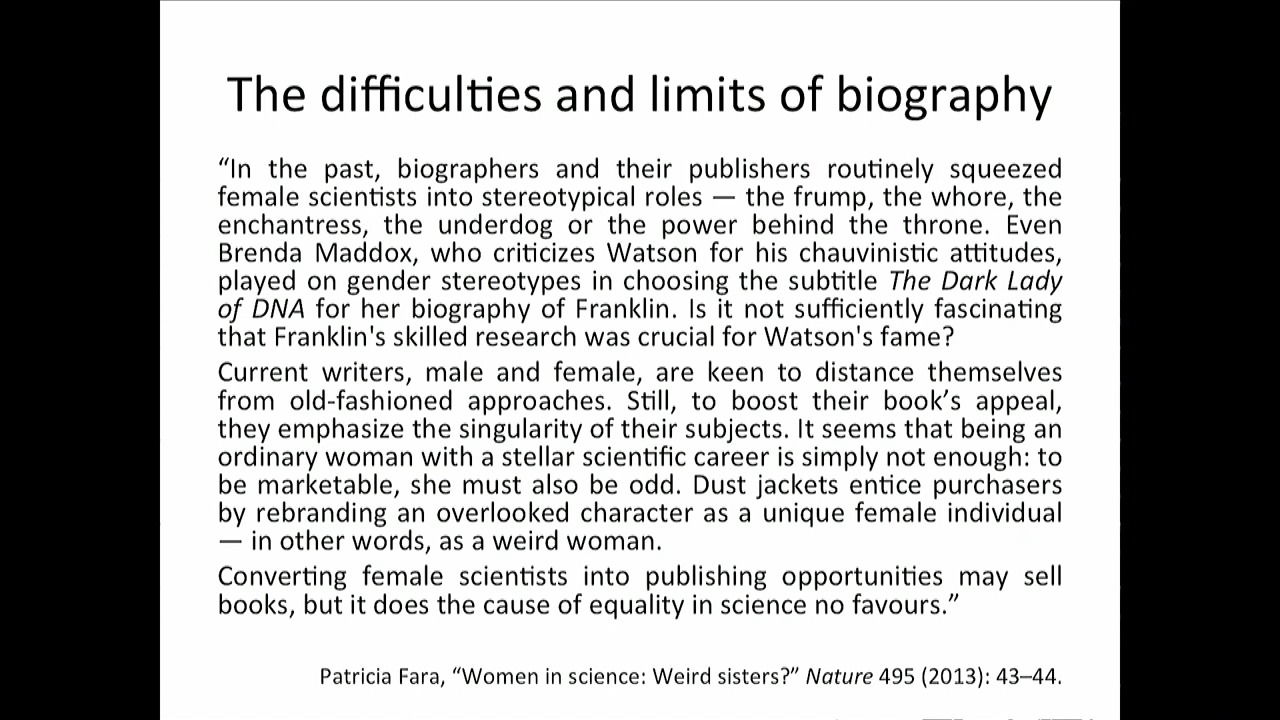 The difficulties and limits of biography
“In the past, biographers and their publishers routinely squeezed
female scientists into stereotypical roles — the frump, the whore, the
enchantress, the underdog or the power behind the throne. Even
Brenda Maddox, who criticizes Watson for his chauvinistic attitudes,
played on gender stereotypes in choosing the subtitle The Dark Lady
of DNA for her biography of Franklin. Is it not sufficiently fascinating
that Franklin's skilled research was crucial for Watson's fame?
Current writers, male and female, are keen to distance themselves
from old-fashioned approaches. Still, to boost their book’s appeal,
they emphasize the singularity of their subjects. It seems that being an
ordinary woman with a stellar scientific career is simply not enough: to
be marketable, she must also be odd. Dust jackets entice purchasers
by rebranding an overlooked character as a unique female individual
— in other words, as a weird woman.
Converting female scientists into publishing opportunities may sell
books, but it does the cause of equality in science no favours.”
Patricia Fara, “Women in science: Weird sisters?” Nature 495 (2013): 43–44.